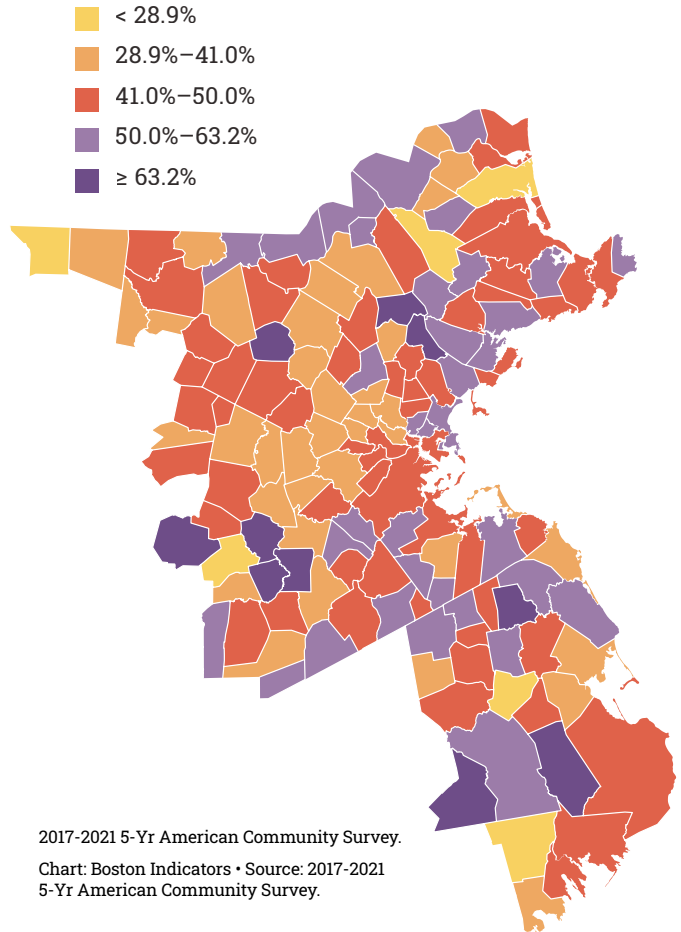 < 28.9%
28.9%–41.0%
41.0%–50.0%
50.0%–63.2%
≥ 63.2%
2017-2021 5-Yr American Community Survey.
Chart: Boston Indicators • Source: 2017-2021
5-Yr American Community Survey.